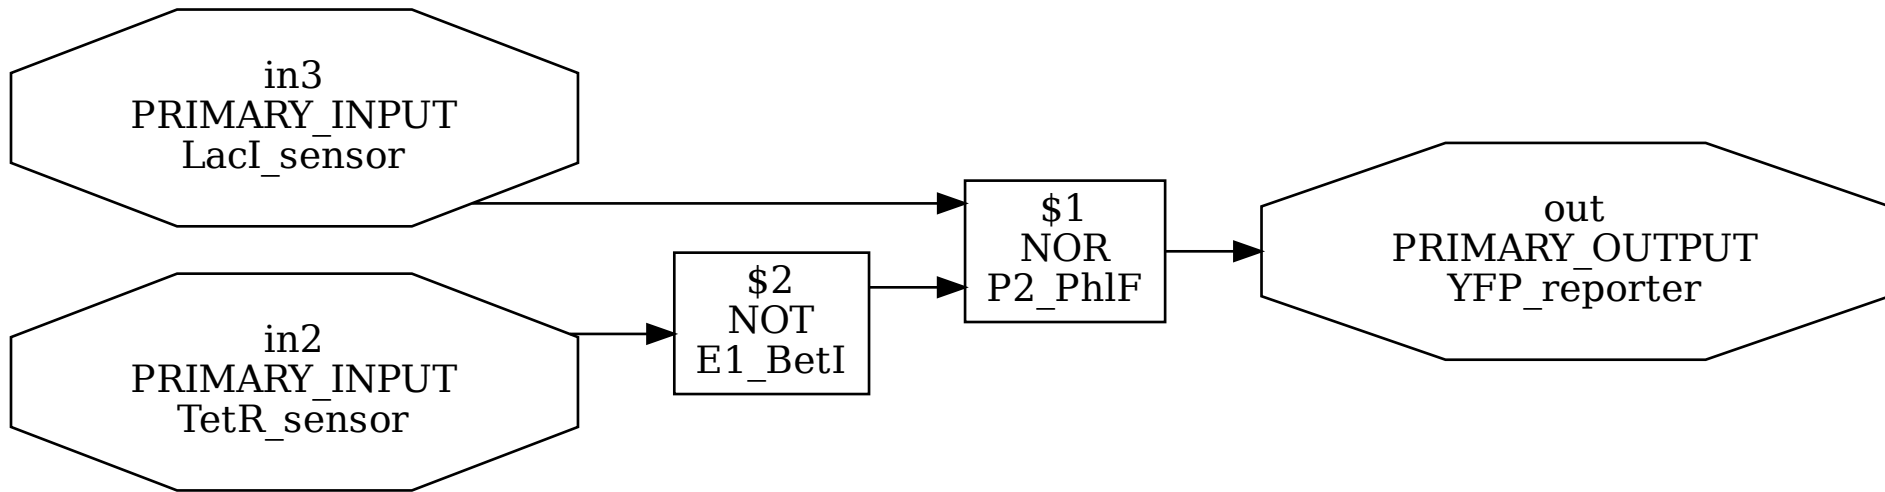 in3
PRIMARY_INPUT
LacI_sensor
in2
PRIMARY_INPUT
TetR_sensor
$2
NOT
E1_BetI
$1
NOR
P2_PhlF
out
PRIMARY_OUTPUT
YFP_reporter